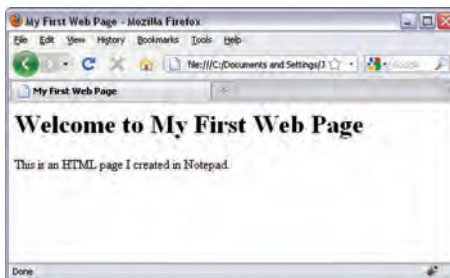 My First Web Page - Mozilla Firefox
File Edit View History Bookmarks Tools Help
file:///C:/Documents and Settings/J
My First Web Page
Welcome to My First Web Page
This is an HTML page I created in Notepad.
Done